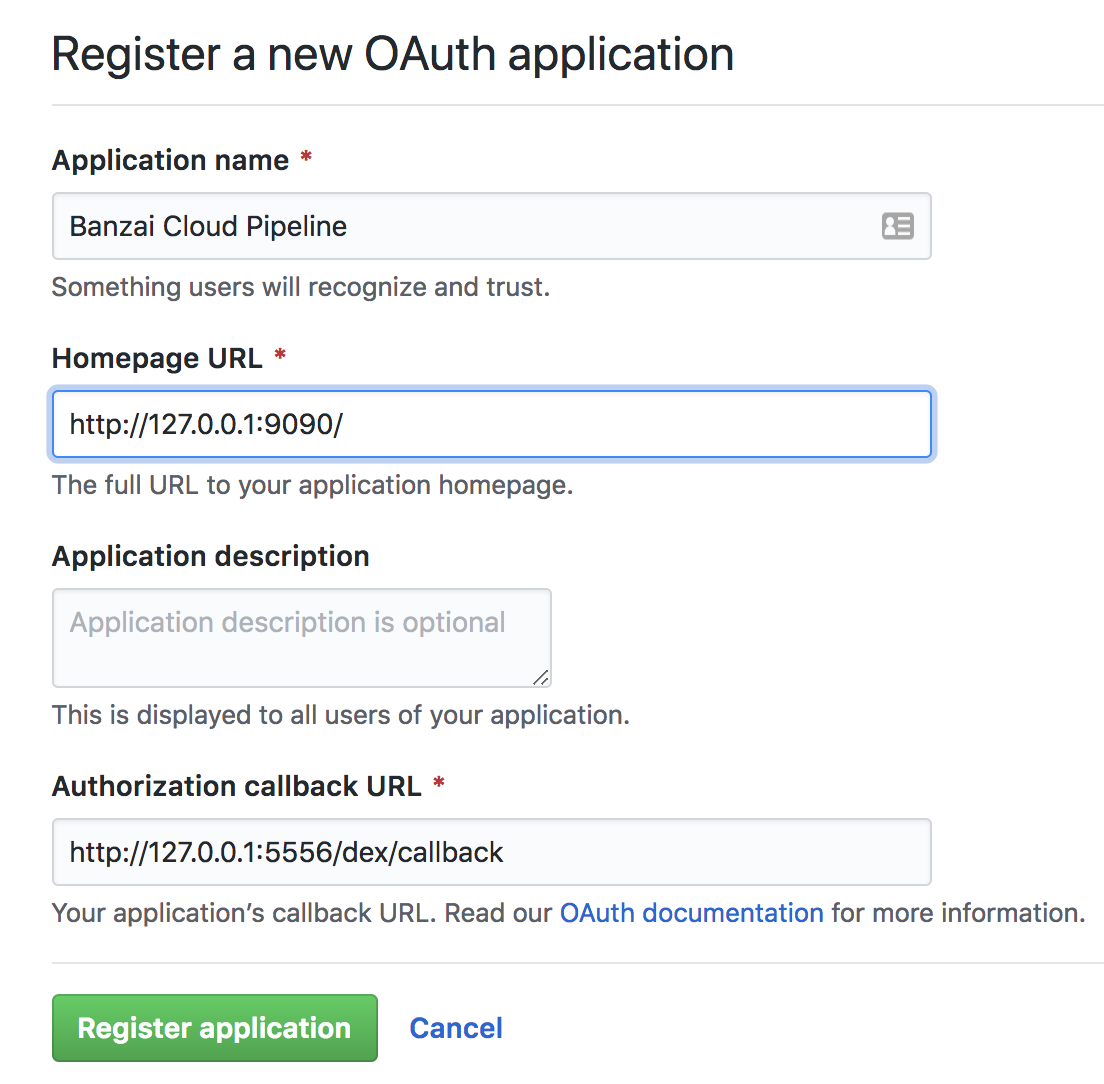 Register a new OAuth application
Application name *
Banzai Cloud Pipeline
Something users will recognize and trust.
Homepage URL *
http://127.0.0.1:9090/
The full URL to your application homepage.
Application description
Application description is optional
This is displayed to all users of your application.
Authorization callback URL *
http://127.0.0.1:5556/dex/callback
Your application’s callback URL. Read our OAuth documentation for more information.
Register application Cancel